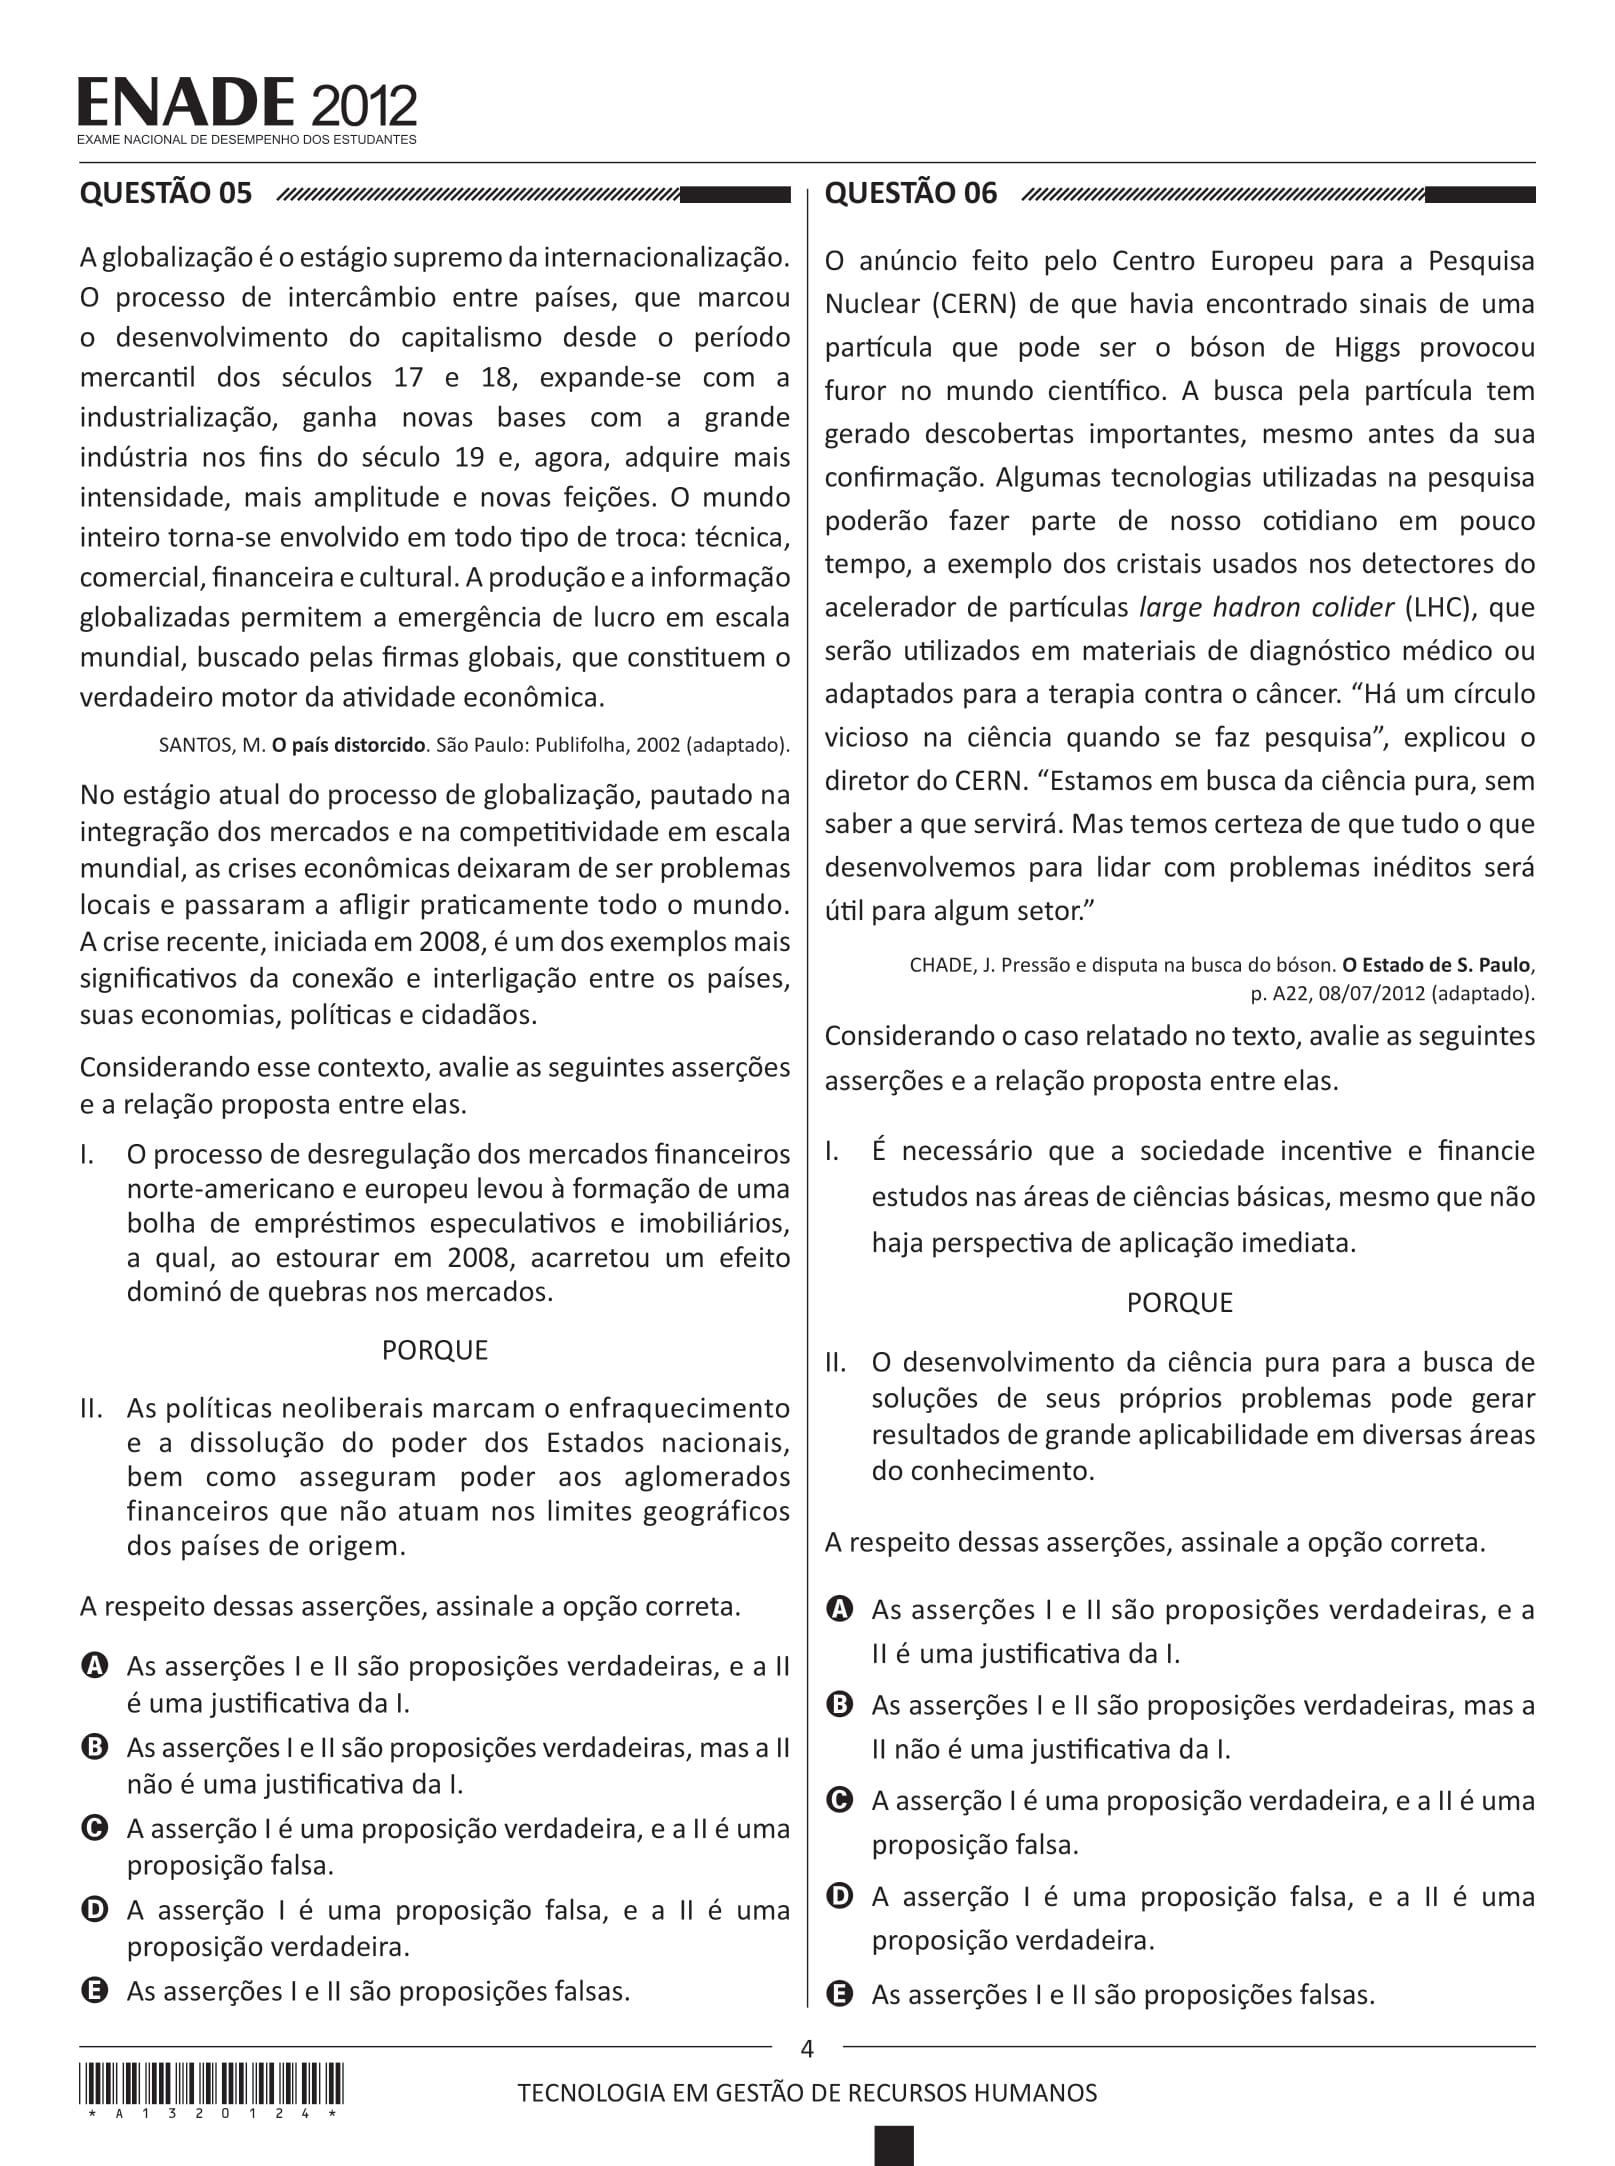 ENADE 2012
EXAME NACIONAL DE DESEMPENHO DOS ESTUDANTES
QUESTÃO 05
A globalização é o estágio supremo da internacionalização.
O processo de intercâmbio entre países, que marcou
o desenvolvimento do capitalismo desde o período
mercantil dos séculos 17 e 18, expande-se com a
industrialização, ganha novas bases com a grande
indústria nos fins do século 19 e, agora, adquire mais
intensidade, mais amplitude e novas feições. O mundo
inteiro torna-se envolvido em todo tipo de troca: técnica,
comercial, financeira e cultural. A produção e a informação
globalizadas permitem a emergência de lucro em escala
mundial, buscado pelas firmas globais, que constituem o
verdadeiro motor da atividade econômica.
SANTOS, M. O país distorcido. São Paulo: Publifolha, 2002 (adaptado).
No estágio atual do processo de globalização, pautado na
integração dos mercados e na competitividade em escala
mundial, as crises econômicas deixaram de ser problemas
locais e passaram a afligir praticamente todo o mundo.
A crise recente, iniciada em 2008, é um dos exemplos mais
significativos da conexão e interligação entre os países,
suas economias, políticas e cidadãos.
Considerando esse contexto, avalie as seguintes asserções
e a relação proposta entre elas.
I. O processo de desregulação dos mercados financeiros
norte-americano e europeu levou à formação de uma
bolha de empréstimos especulativos e imobiliários,
a qual, ao estourar em 2008, acarretou um efeito
dominó de quebras nos mercados.
PORQUE
II. As políticas neoliberais marcam o enfraquecimento
e a dissolução do poder dos Estados nacionais,
bem como asseguram poder aos aglomerados
financeiros que não atuam nos limites geográficos
dos países de origem.
A respeito dessas asserções, assinale a opção correta.
A As asserções I e II são proposições verdadeiras, e a II
é uma justificativa da I.
B As asserções I e II são proposições verdadeiras, mas a II
não é uma justificativa da I.
C A asserção I é uma proposição verdadeira, e a II é uma
proposição falsa.
D A asserção I é uma proposição falsa, e a II é uma
proposição verdadeira.
E As asserções I e II são proposições falsas.
QUESTÃO 06
O anúncio feito pelo Centro Europeu para a Pesquisa
Nuclear (CERN) de que havia encontrado sinais de uma
partícula que pode ser o bóson de Higgs provocou
furor no mundo científico. A busca pela partícula tem
gerado descobertas importantes, mesmo antes da sua
confirmação. Algumas tecnologias utilizadas na pesquisa
poderão fazer parte de nosso cotidiano em pouco
tempo, a exemplo dos cristais usados nos detectores do
acelerador de partículas large hadron colider (LHC), que
serão utilizados em materiais de diagnóstico médico ou
adaptados para a terapia contra o câncer. “Há um círculo
vicioso na ciência quando se faz pesquisa”, explicou o
diretor do CERN. “Estamos em busca da ciência pura, sem
saber a que servirá. Mas temos certeza de que tudo o que
desenvolvemos para lidar com problemas inéditos será
útil para algum setor.”
CHADE, J. Pressão e disputa na busca do bóson. O Estado de S. Paulo,
p. A22, 08/07/2012 (adaptado).
Considerando o caso relatado no texto, avalie as seguintes
asserções e a relação proposta entre elas.
I. É necessário que a sociedade incentive e financie
estudos nas áreas de ciências básicas, mesmo que não
haja perspectiva de aplicação imediata.
PORQUE
II. O desenvolvimento da ciência pura para a busca de
soluções de seus próprios problemas pode gerar
resultados de grande aplicabilidade em diversas áreas
do conhecimento.
A respeito dessas asserções, assinale a opção correta.
A As asserções I e II são proposições verdadeiras, e a
II é uma justificativa da I.
B As asserções I e II são proposições verdadeiras, mas a
II não é uma justificativa da I.
C A asserção I é uma proposição verdadeira, e a II é uma
proposição falsa.
D A asserção I é uma proposição falsa, e a II é uma
proposição verdadeira.
E As asserções I e II são proposições falsas.
4
TECNOLOGIA EM GESTÃO DE RECURSOS HUMANOS
* A 1 3 2 0 1 2 4 *